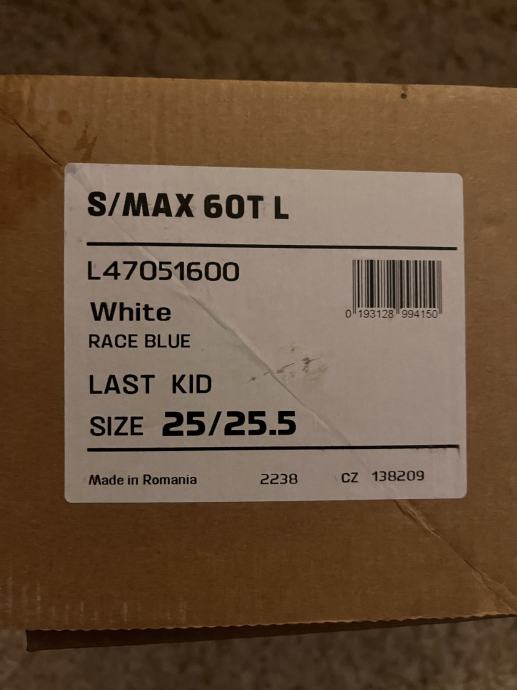 S/MAX 60T L
L47051600
White
RACE BLUE
0 193128 994150
LAST KID
SIZE 25/25.5
Made in Romania 2238 CZ 138209